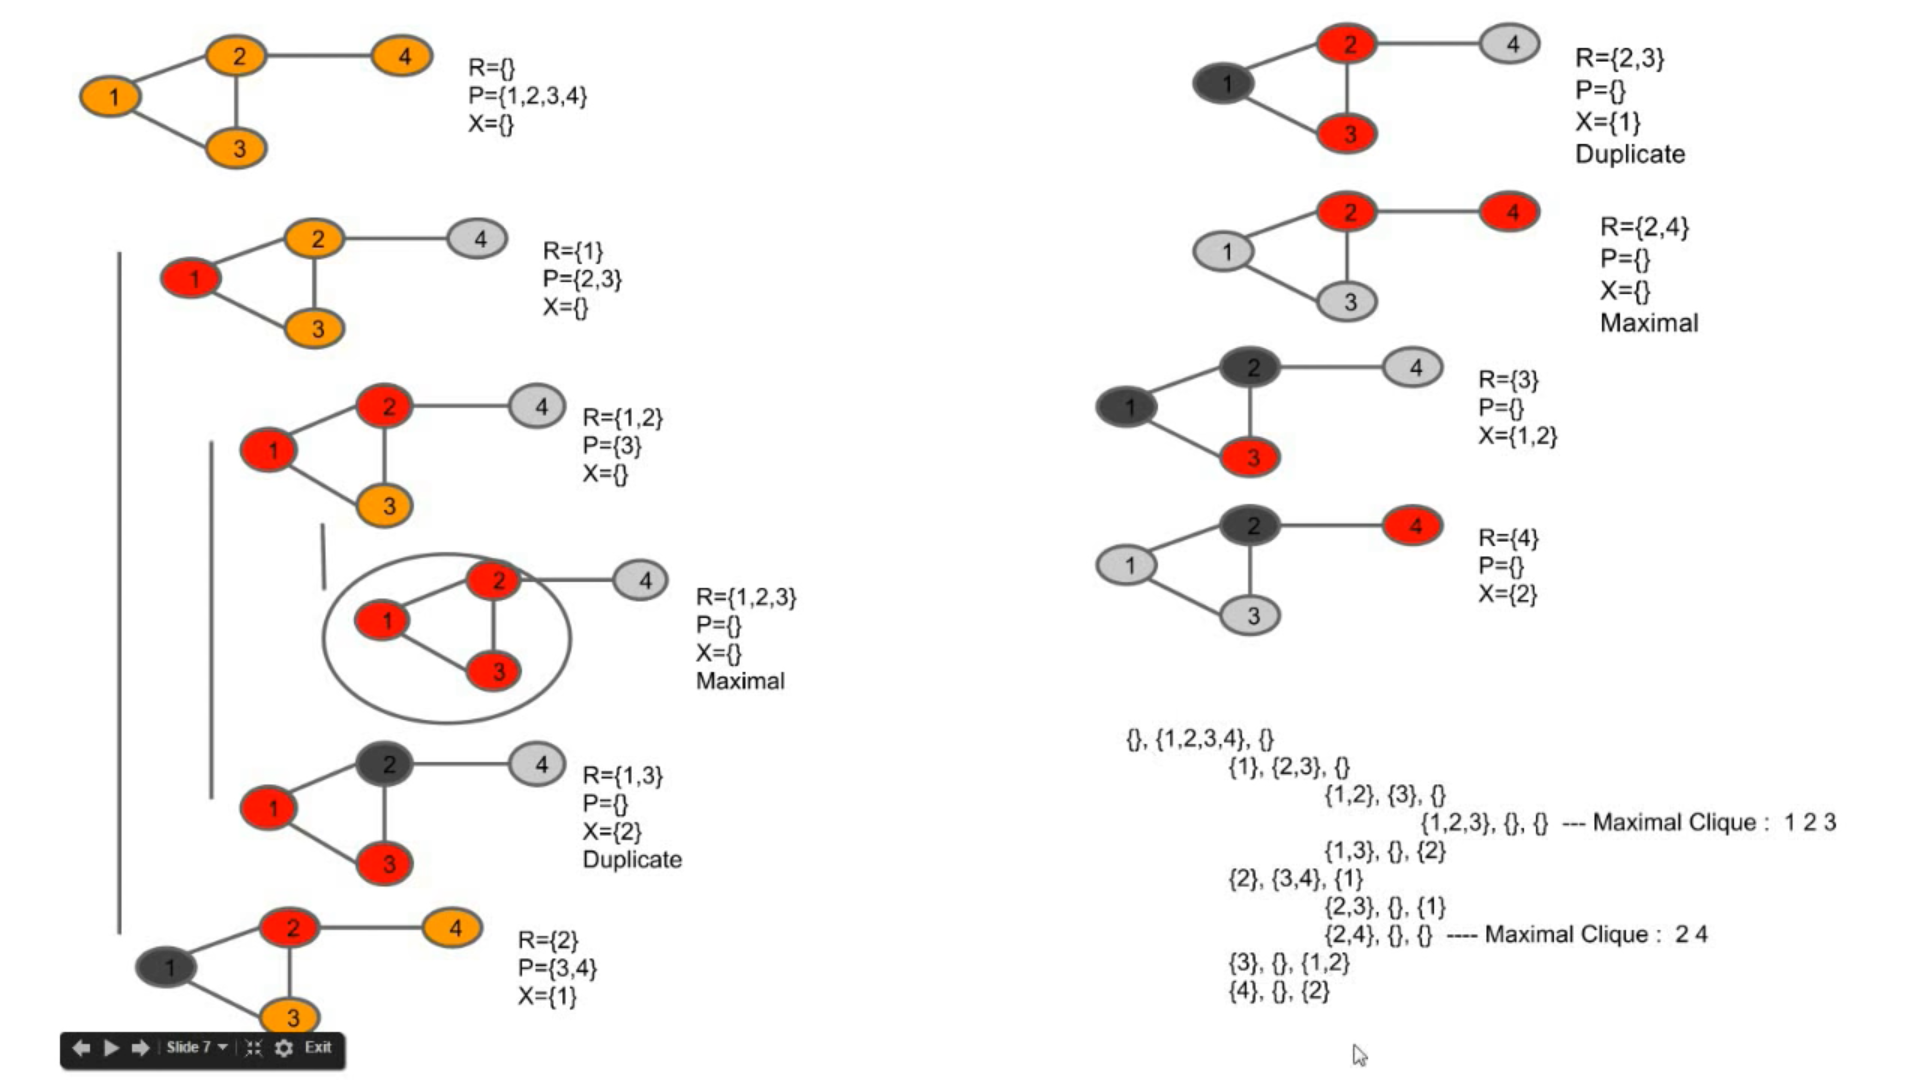 2
4
1
3
R={}
P={1,2,3,4}
X={}
2
4
1
3
R={1}
P={2,3}
X={}
2
4
1
3
R={1,2}
P={3}
X={}
2
4
1
3
R={1,2,3}
P={}
X={}
Maximal
2
4
1
3
R={1,3}
P={}
X={2}
Duplicate
2
4
1
3
R={2}
P={3,4}
X={1}
Slide 7
Exit
2
4
1
3
R={2,3}
P={}
X={1}
Duplicate
2
4
1
3
R={2,4}
P={}
X={}
Maximal
2
4
1
3
R={3}
P={}
X={1,2}
2
4
1
3
R={4}
P={}
X={2}
{}, {1,2,3,4}, {}
{1}, {2,3}, {}
{1,2}, {3}, {}
{1,2,3}, {}, {} --- Maximal Clique : 1 2 3
{1,3}, {}, {2}
{2}, {3,4}, {1}
{2,3}, {}, {1}
{2,4}, {}, {} ---- Maximal Clique : 2 4
{3}, {}, {1,2}
{4}, {}, {2}